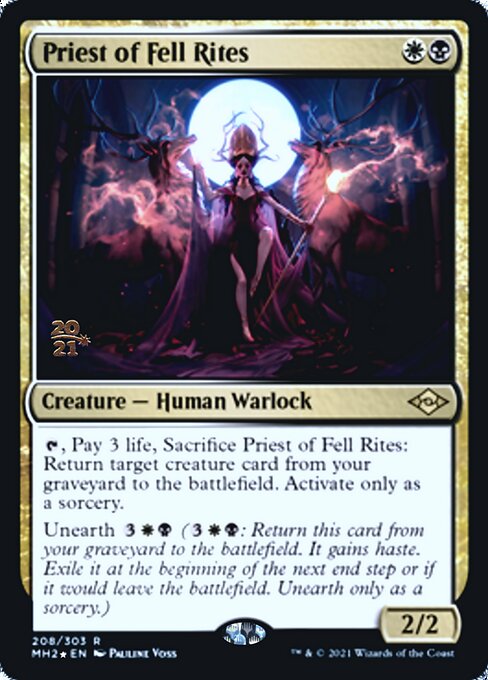 Priest of Fell Rites
20
21
Creature — Human Warlock
, Pay 3 life, Sacrifice Priest of Fell Rites:
Return target creature card from your
graveyard to the battlefield. Activate only as
a sorcery.
Unearth 3 (3 : Return this card from
your graveyard to the battlefield. It gains haste.
Exile it at the beginning of the next end step or if
it would leave the battlefield. Unearth only as a
sorcery.)
2/2
208/303 R
MH2★EN Pauline Voss
™ & © 2021 Wizards of the Coast